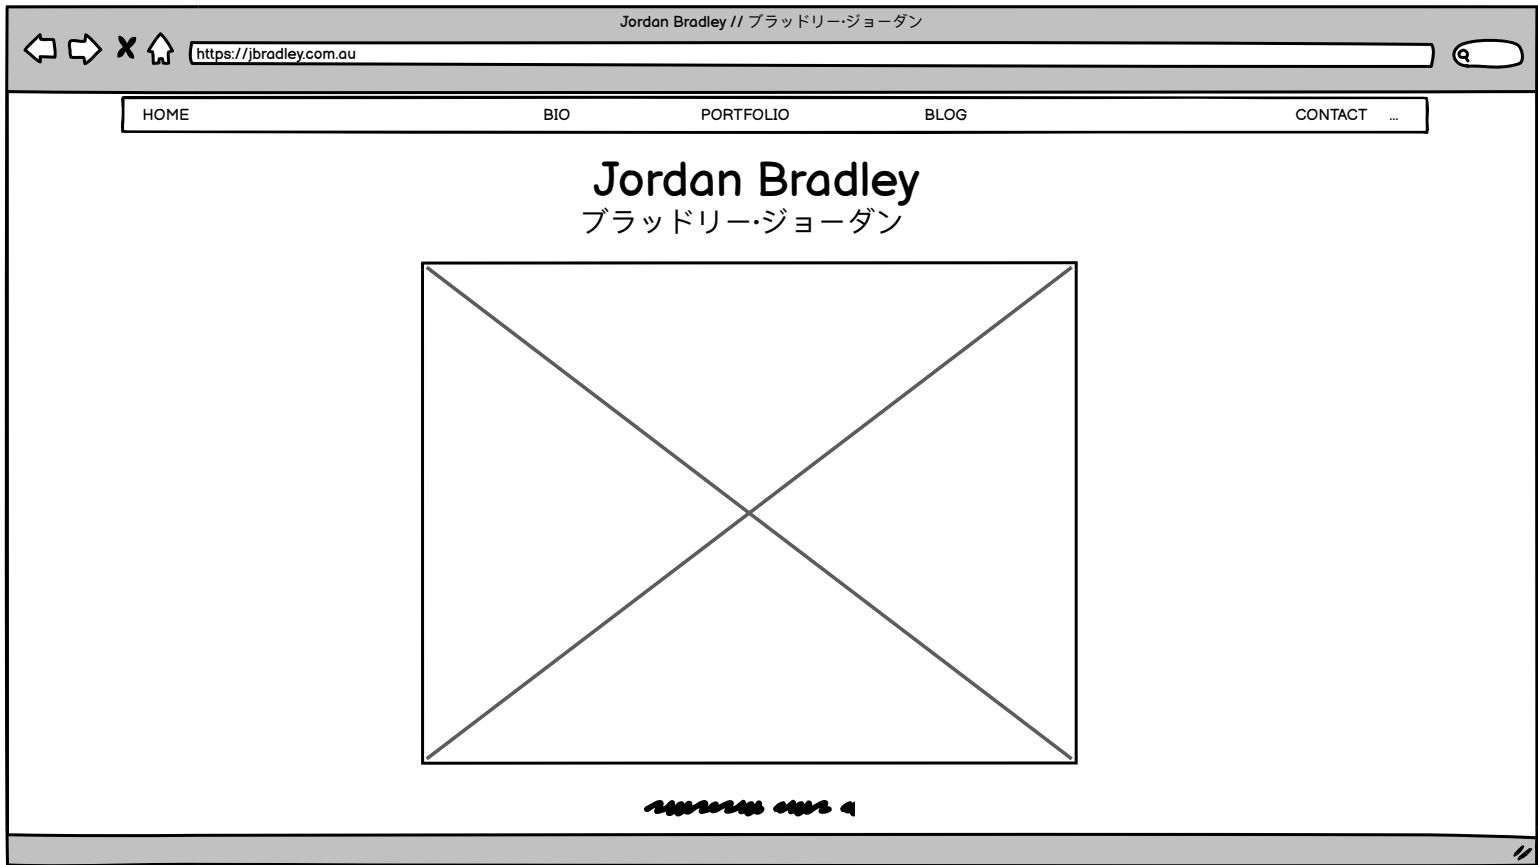 Jordan Bradley // ブラッドリー・ジョーダン
https://jbradley.com.au
HOME BIO PORTFOLIO BLOG CONTACT ...
Jordan Bradley
ブラッドリー・ジョーダン